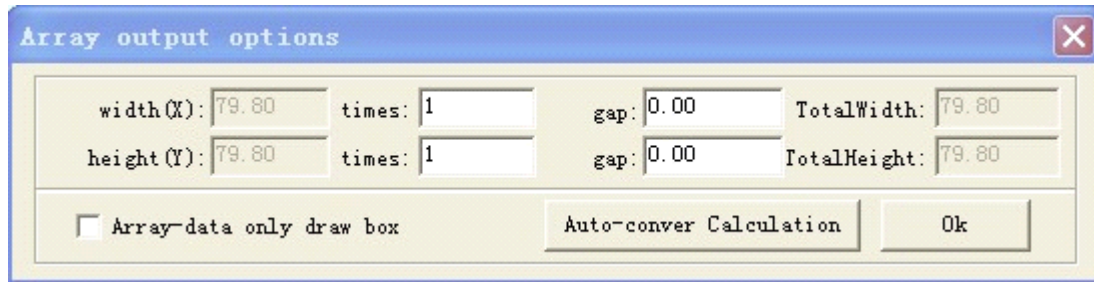 Array output options
width(X): 79.80 times: 1 gap: 0.00 TotalWidth: 79.80
height(Y): 79.80 times: 1 gap: 0.00 TotalHeight: 79.80
Array-data only draw box Auto-conver Calculation Ok